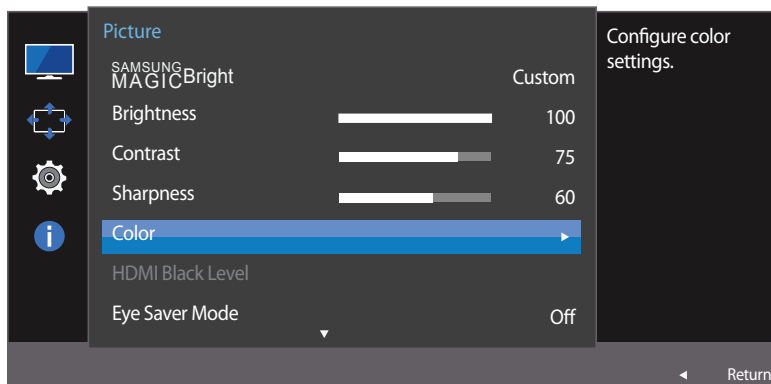 Picture
SAMSUNG
MAGICBright Custom
Brightness 100
Contrast 75
Sharpness 60
Color
HDMI Black Level
Eye Saver Mode Off
Configure color
settings.
Return